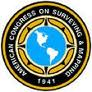 AMERICAN CONGRESS ON SURVEYING & MAPPING
1941